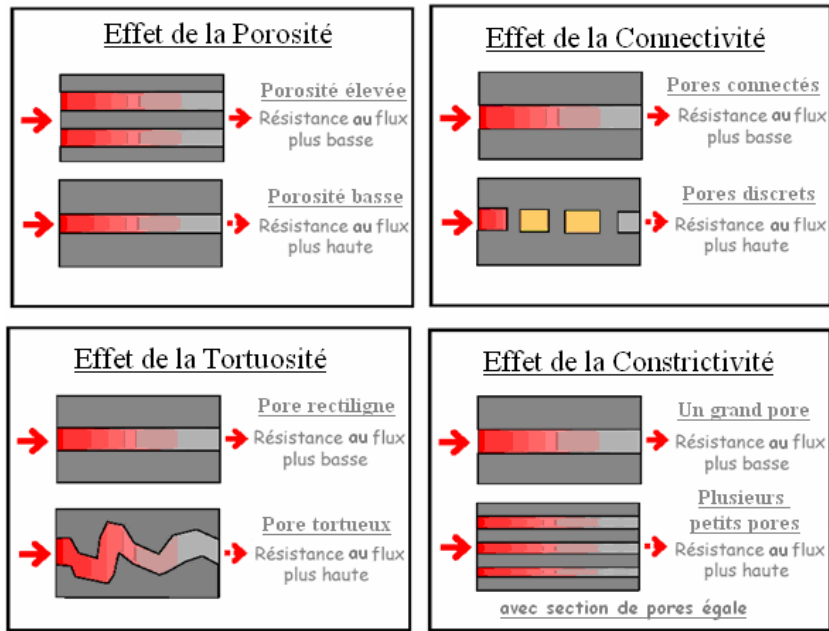 Effet de la Porosité
Porosité élevée
Résistance au flux
plus basse
Porosité basse
Résistance au flux
plus haute
Effet de la Connectivité
Pores connectés
Résistance au flux
plus basse
Pores discrets
Résistance au flux
plus haute
Effet de la Tortuosité
Pore rectiligne
Résistance au flux
plus basse
Pore tortueux
Résistance au flux
plus haute
Effet de la Constrictivité
Un grand pore
Résistance au flux
plus basse
Plusieurs
petits pores
Résistance au flux
plus haute
avec section de pores égale